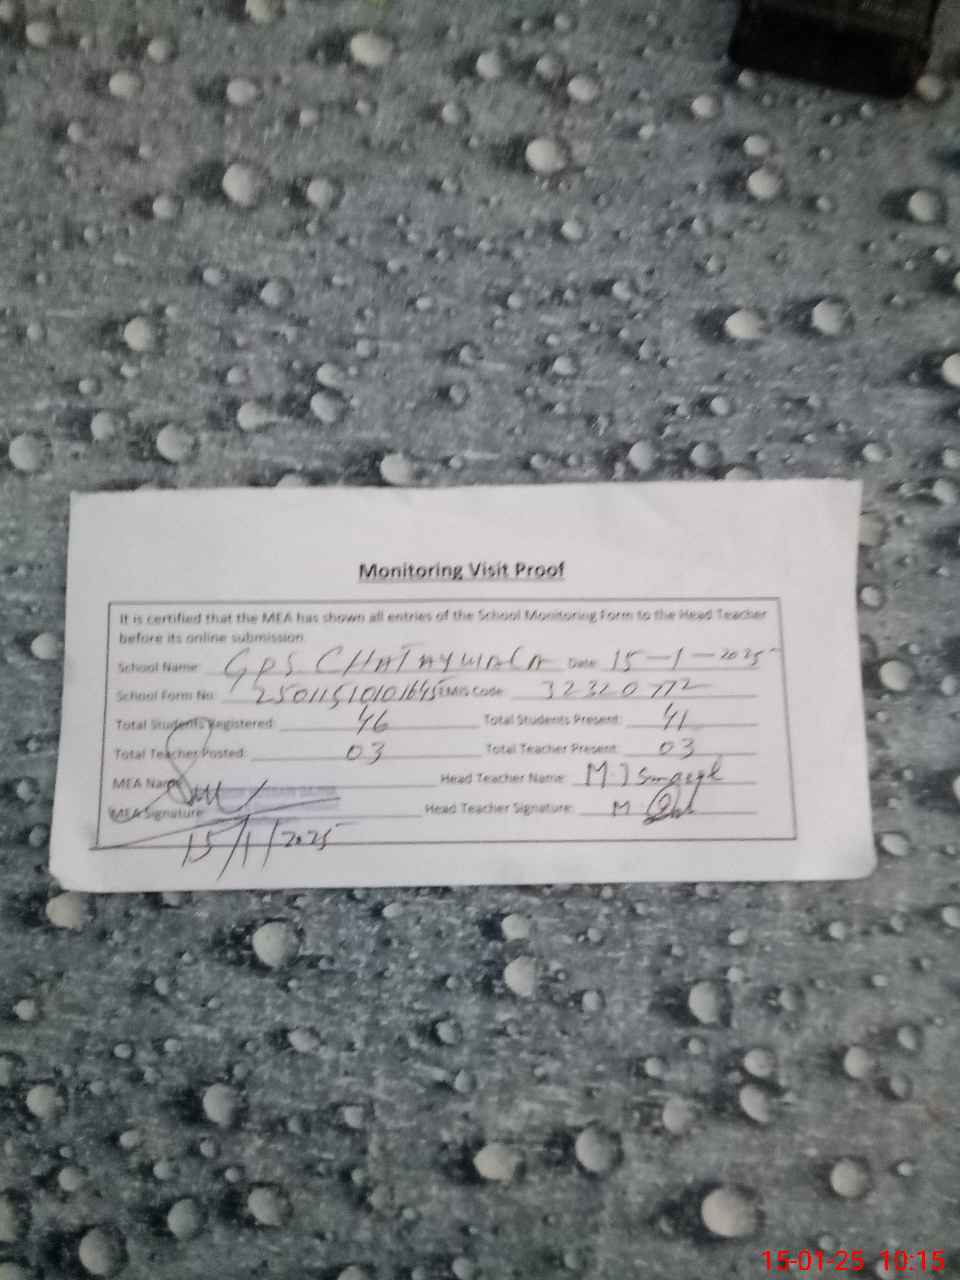 Monitoring Visit Proof
It is certified that the MEA has shown all entries of the School Monitoring Form to the Head Teacher
before its online submission.
School Name: GPS CHATAYWALA Date: 15-1-2025
School Form No: EMIS Code: 32320772
Total Students Registered: 46 Total Students Present: 41
Total Teacher Posted: 03 Total Teacher Present: 03
MEA Name: Head Teacher Name: M. Ismaeel
MEA Signature: Head Teacher Signature: M
15/1/2025
15-01-25 10:15